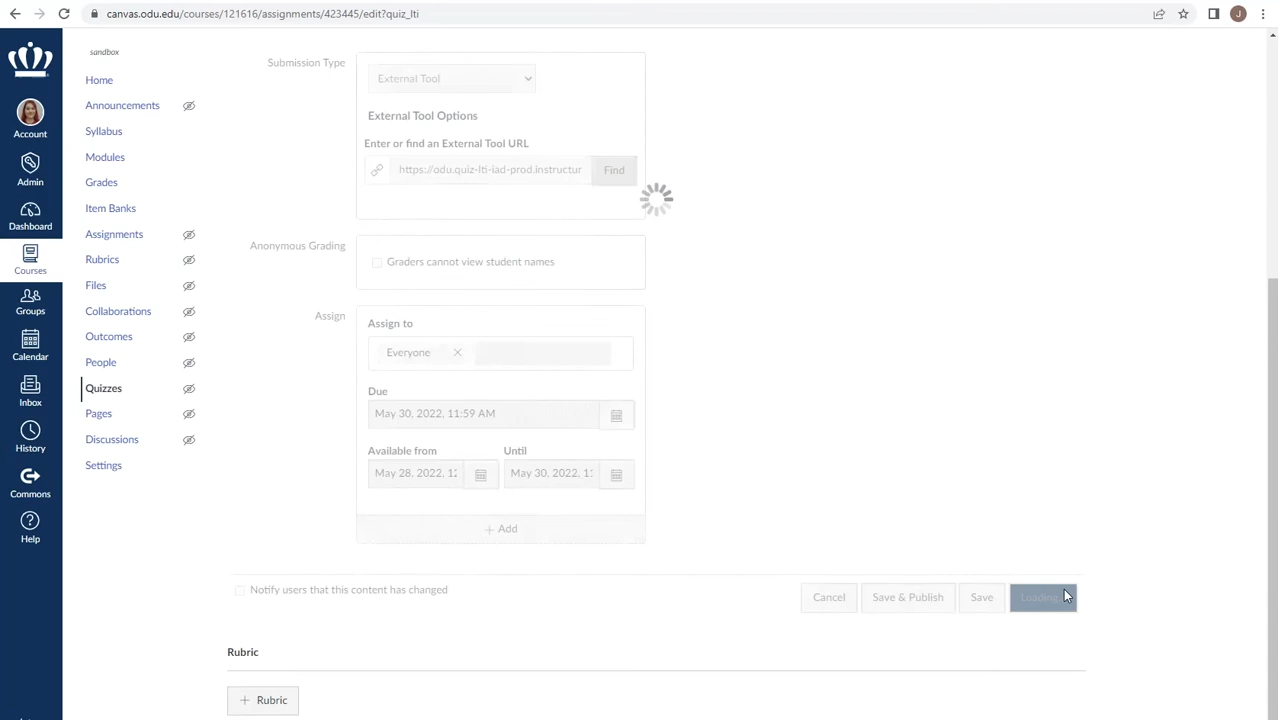 canvas.odu.edu/courses/121616/assignments/423445/edit?quiz_lti
J
Account
Admin
Dashboard
Courses
Groups
Calendar
Inbox
History
Commons
Help
sandbox
Home
Announcements
Syllabus
Modules
Grades
Item Banks
Assignments
Rubrics
Files
Collaborations
Outcomes
People
Quizzes
Pages
Discussions
Settings
Submission Type
External Tool
External Tool Options
Enter or find an External Tool URL
https://odu.quiz-lti-iad-prod.instructur
Find
Anonymous Grading
Graders cannot view student names
Assign
Assign to
Everyone
Due
May 30, 2022, 11:59 AM
Available from
Until
May 28, 2022, 12
May 30, 2022, 11:
+ Add
Notify users that this content has changed
Cancel
Save & Publish
Save
Loading
Rubric
+ Rubric